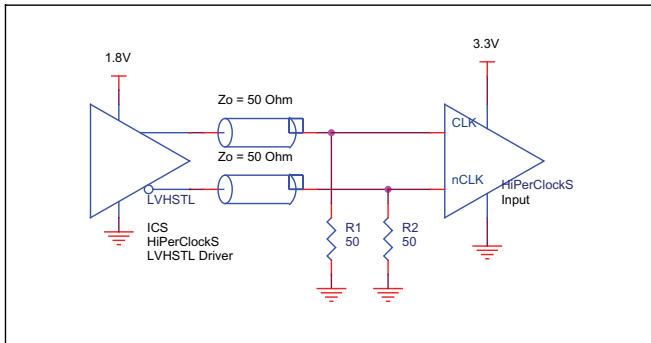 1.8V
3.3V
Zo = 50 Ohm
CLK
Zo = 50 Ohm
nCLK
LVHSTL
HiPerClockS
Input
ICS
HiPerClockS
LVHSTL Driver
R1
50
R2
50